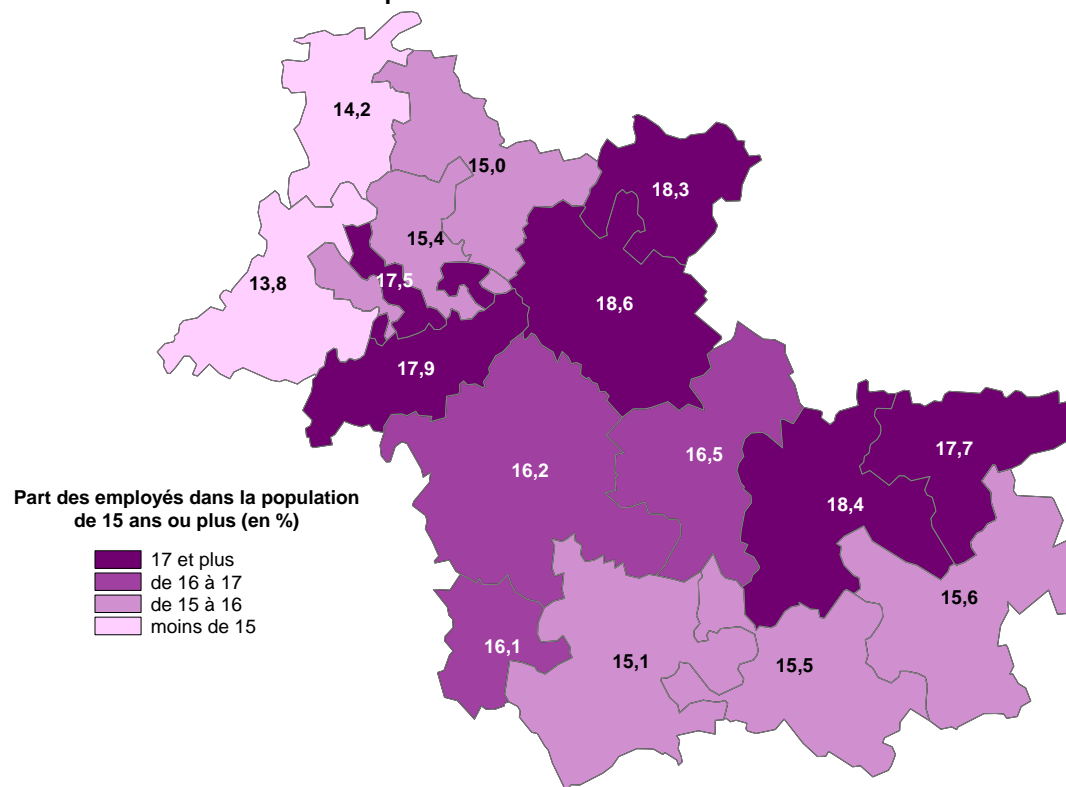 14,2
15,0
18,3
15,4
17,5
13,8
18,6
17,9
16,5
16,2
17,7
18,4
15,6
16,1
15,1
15,5
Part des employés dans la population
de 15 ans ou plus (en %)
17 et plus
de 16 à 17
de 15 à 16
moins de 15